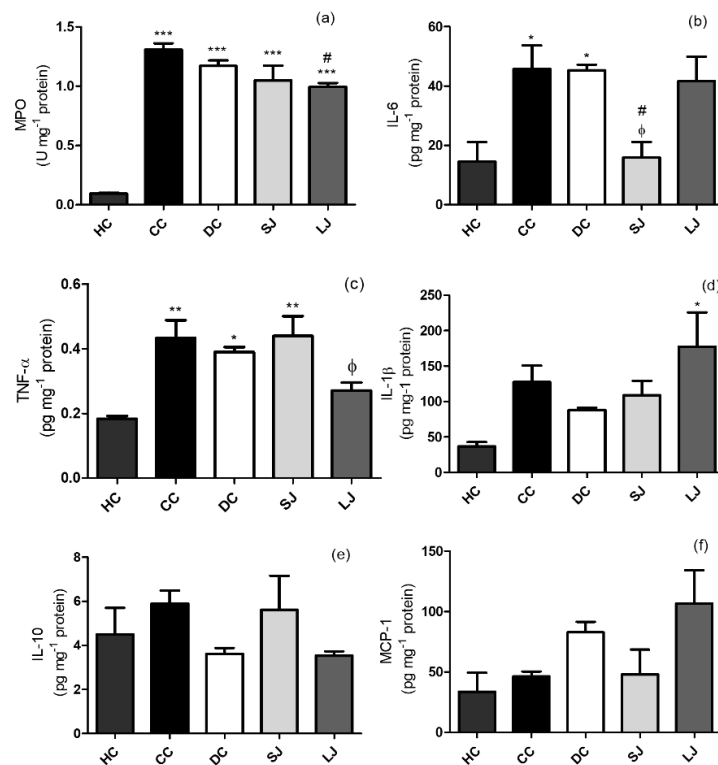 (a)
MPO
(U mg⁻¹ protein)
1.5
1.0
0.5
0.0
***
***
***
#
***
HC
CC
DC
SJ
LJ
(b)
IL-6
(pg mg⁻¹ protein)
60
40
20
0
*
*
#
ϕ
HC
CC
DC
SJ
LJ
(c)
TNF-α
(pg mg⁻¹ protein)
0.6
0.4
0.2
0.0
**
*
**
ϕ
HC
CC
DC
SJ
LJ
(d)
IL-1β
(pg mg-1 protein)
250
200
150
100
50
0
*
HC
CC
DC
SJ
LJ
(e)
IL-10
(pg mg⁻¹ protein)
8
6
4
2
0
HC
CC
DC
SJ
LJ
(f)
MCP-1
(pg mg⁻¹ protein)
150
100
50
0
HC
CC
DC
SJ
LJ